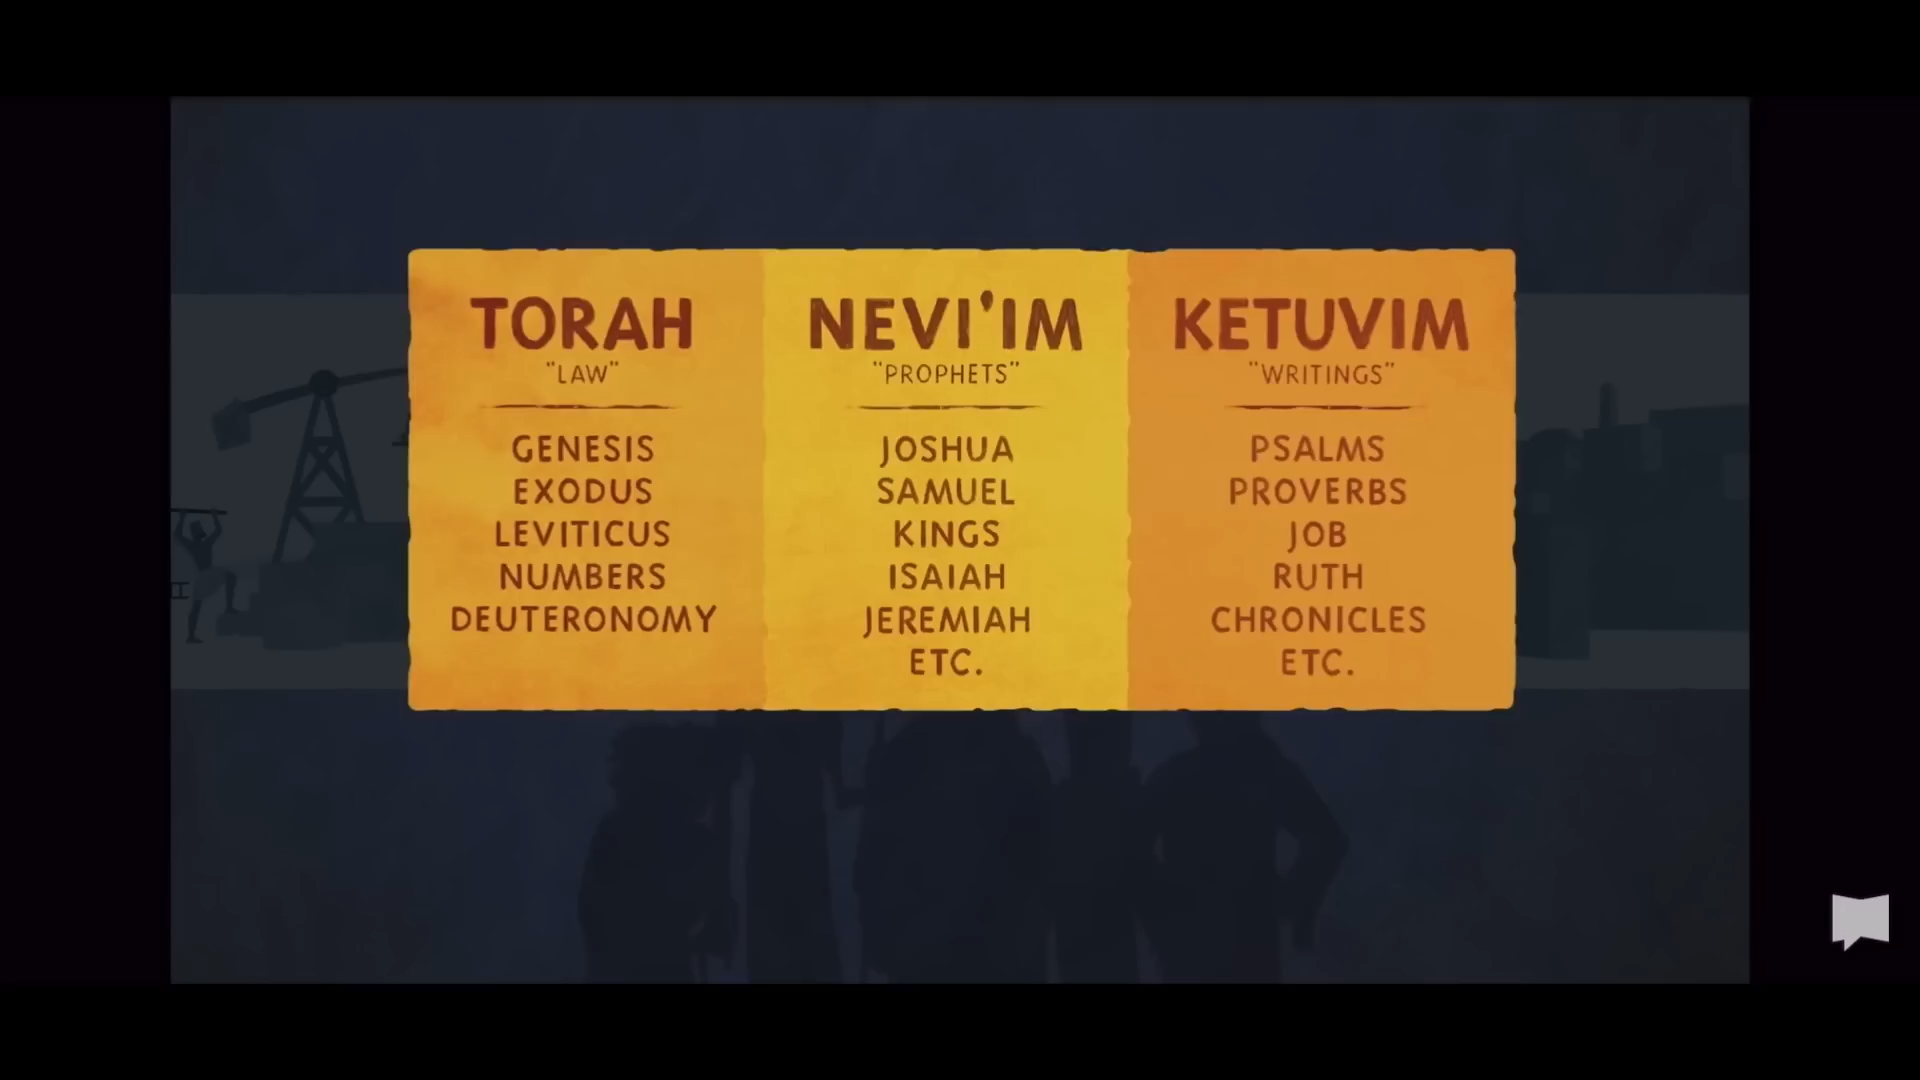 TORAH
"LAW"
GENESIS
EXODUS
LEVITICUS
NUMBERS
DEUTERONOMY
NEVI'IM
"PROPHETS"
JOSHUA
SAMUEL
KINGS
ISAIAH
JEREMIAH
ETC.
KETUVIM
"WRITINGS"
PSALMS
PROVERBS
JOB
RUTH
CHRONICLES
ETC.